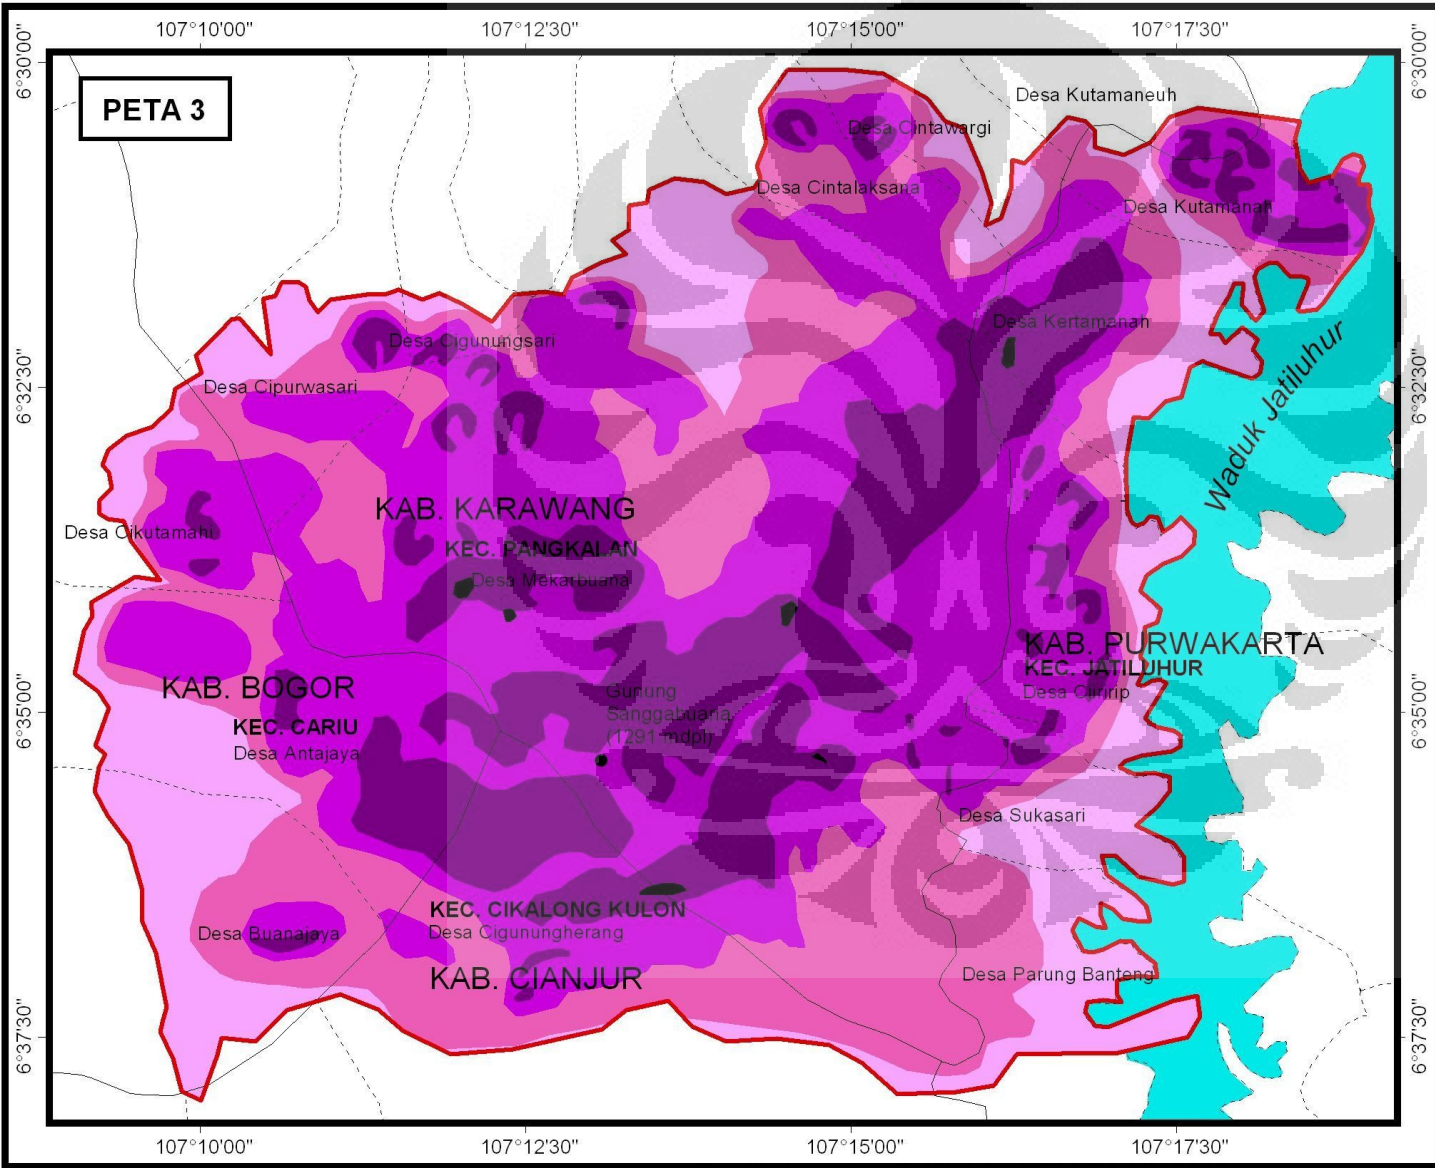 107°10'00"
107°12'30"
107°15'00"
107°17'30"
6°30'00"
6°30'00"
PETA 3
Desa Kutamaneuh
Desa Cintawargi
Desa Cintalaksana
Desa Kutamanah
Desa Kertamanah
Desa Cigunungsari
Waduk Jatiluhur
6°32'30"
6°32'30"
Desa Cipurwasari
KAB. KARAWANG
Desa Cikutamahi
KEC. PANGKALAN
Desa Mekarbuana
KAB. PURWAKARTA
KEC. JATILUHUR
KAB. BOGOR
Gunung
Sanggabuana
(1291 mdpl)
Desa Ciiririp
6°35'00"
6°35'00"
KEC. CARIU
Desa Antajaya
Desa Sukasari
KEC. CIKALONG KULON
Desa Buanajaya
Desa Cigunungherang
KAB. CIANJUR
Desa Parung Banteng
6°37'30"
6°37'30"
107°10'00"
107°12'30"
107°15'00"
107°17'30"